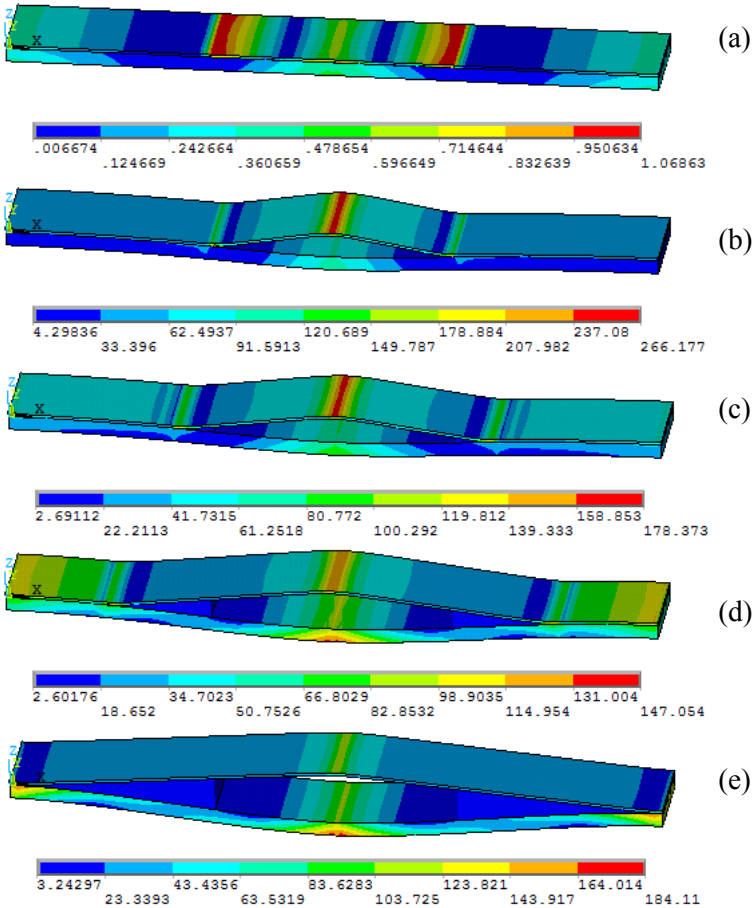 (a)
Z
X
.006674 .242664 .478654 .714644 .950634
.124669 .360659 .596649 .832639 1.06863
(b)
Z
X
4.29836 62.4937 120.689 178.884 237.08
33.396 91.5913 149.787 207.982 266.177
(c)
Z
X
2.69112 41.7315 80.772 119.812 158.853
22.2113 61.2518 100.292 139.333 178.373
(d)
Z
X
2.60176 34.7023 66.8029 98.9035 131.004
18.652 50.7526 82.8532 114.954 147.054
(e)
Z
X
3.24297 43.4356 83.6283 123.821 164.014
23.3393 63.5319 103.725 143.917 184.11